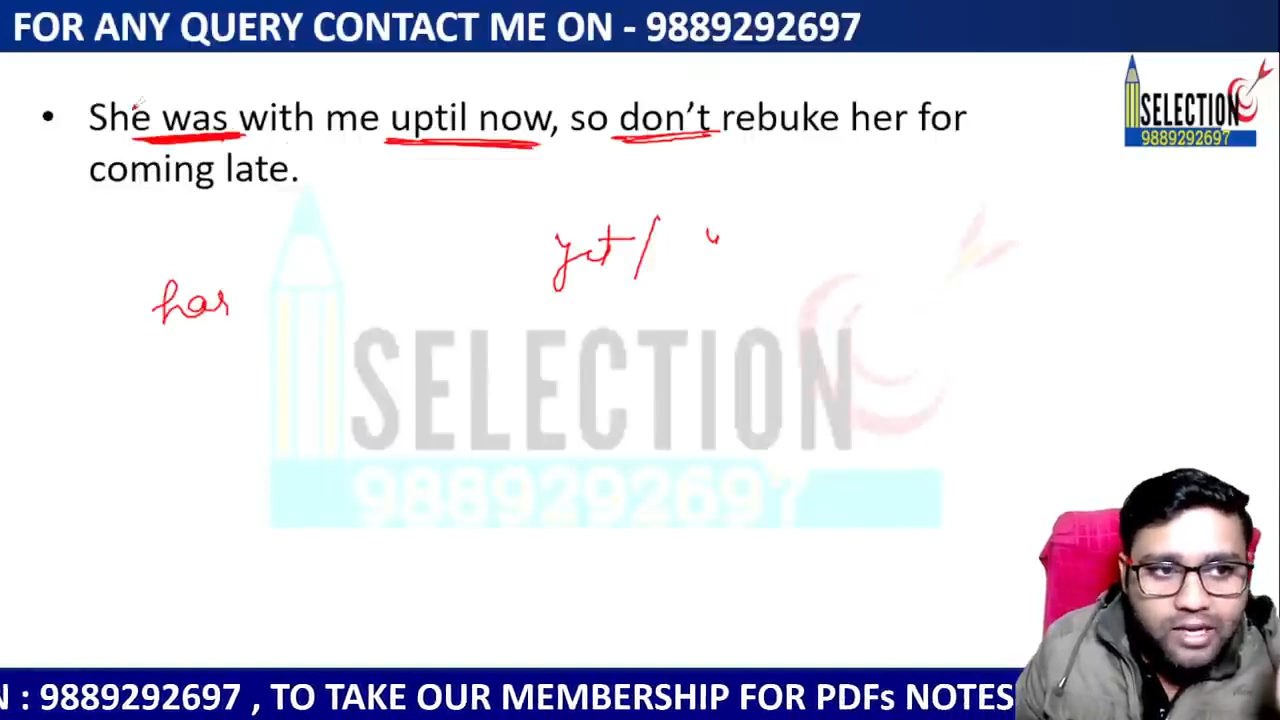 FOR ANY QUERY CONTACT ME ON - 9889292697
SELECTION
9889292697
• She was with me uptil now, so don’t rebuke her for
coming late.
yet/
has
SELECTION
9889292697
N : 9889292697 , TO TAKE OUR MEMBERSHIP FOR PDFs NOTES